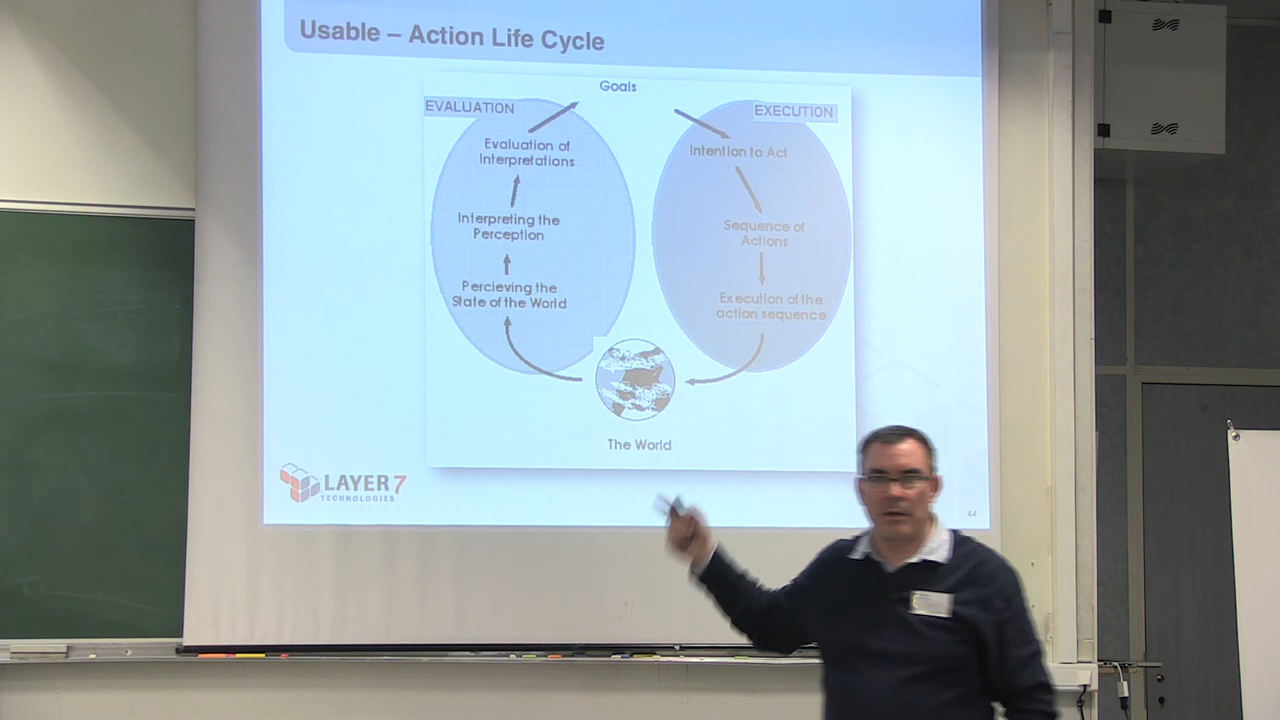 Usable – Action Life Cycle
Goals
EVALUATION
Evaluation of
Interpretations
Interpreting the
Perception
Percieving the
State of the World
EXECUTION
Intention to Act
Sequence of
Actions
Execution of the
action sequence
The World
LAYER 7
TECHNOLOGIES
44